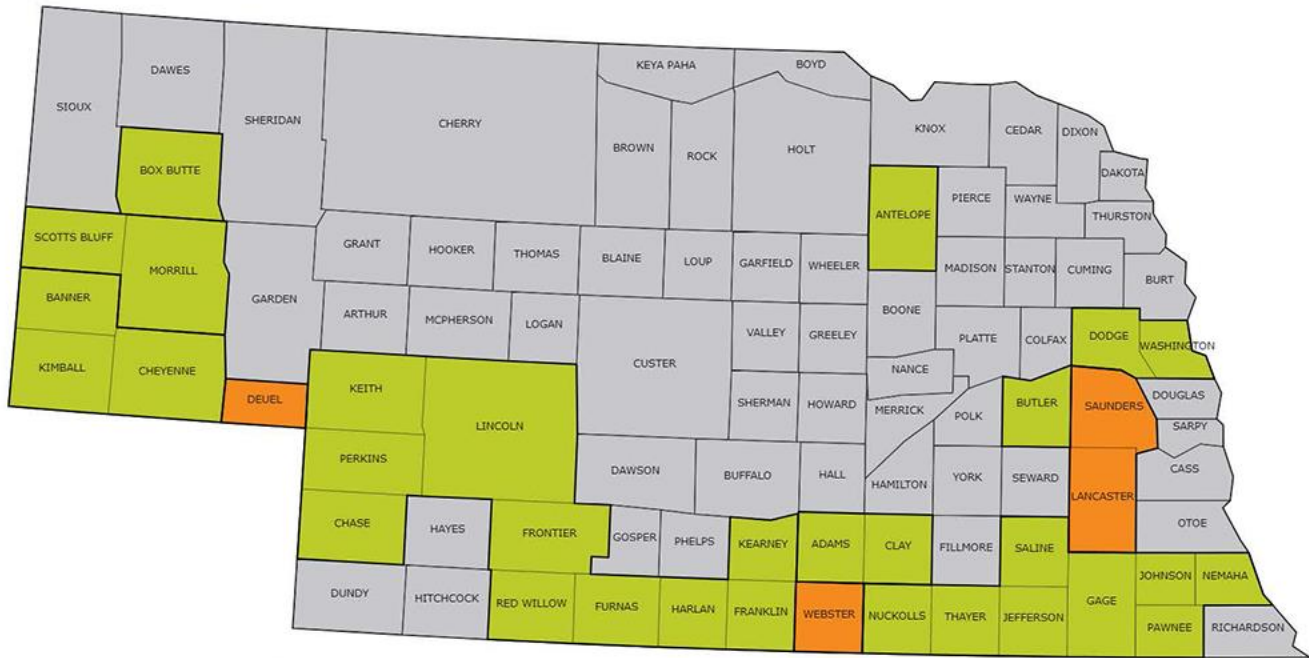 KEYA PAHA
BOYD
DAWES
SIOUX
SHERIDAN
CHERRY
KNOX
CEDAR
DIXON
BROWN
ROCK
HOLT
BOX BUTTE
DAKOTA
PIERCE
WAYNE
ANTELOPE
THURSTON
SCOTTS BLUFF
GRANT
HOOKER
THOMAS
BLAINE
LOUP
GARFIELD
WHEELER
MORRILL
MADISON
STANTON
CUMING
BURT
BANNER
GARDEN
ARTHUR
MCPHERSON
LOGAN
BOONE
VALLEY
GREELEY
PLATTE
COLFAX
DODGE
WASHINGTON
KIMBALL
CHEYENNE
CUSTER
NANCE
KEITH
DEUEL
LINCOLN
SHERMAN
HOWARD
MERRICK
POLK
BUTLER
SAUNDERS
DOUGLAS
SARPY
PERKINS
DAWSON
BUFFALO
HALL
HAMILTON
YORK
SEWARD
CASS
LANCASTER
CHASE
HAYES
FRONTIER
GOSPER
PHELPS
KEARNEY
ADAMS
CLAY
FILLMORE
SALINE
OTOE
DUNDY
HITCHCOCK
RED WILLOW
FURNAS
HARLAN
FRANKLIN
WEBSTER
NUCKOLLS
THAYER
JEFFERSON
GAGE
JOHNSON
NEMAHA
PAWNEE
RICHARDSON